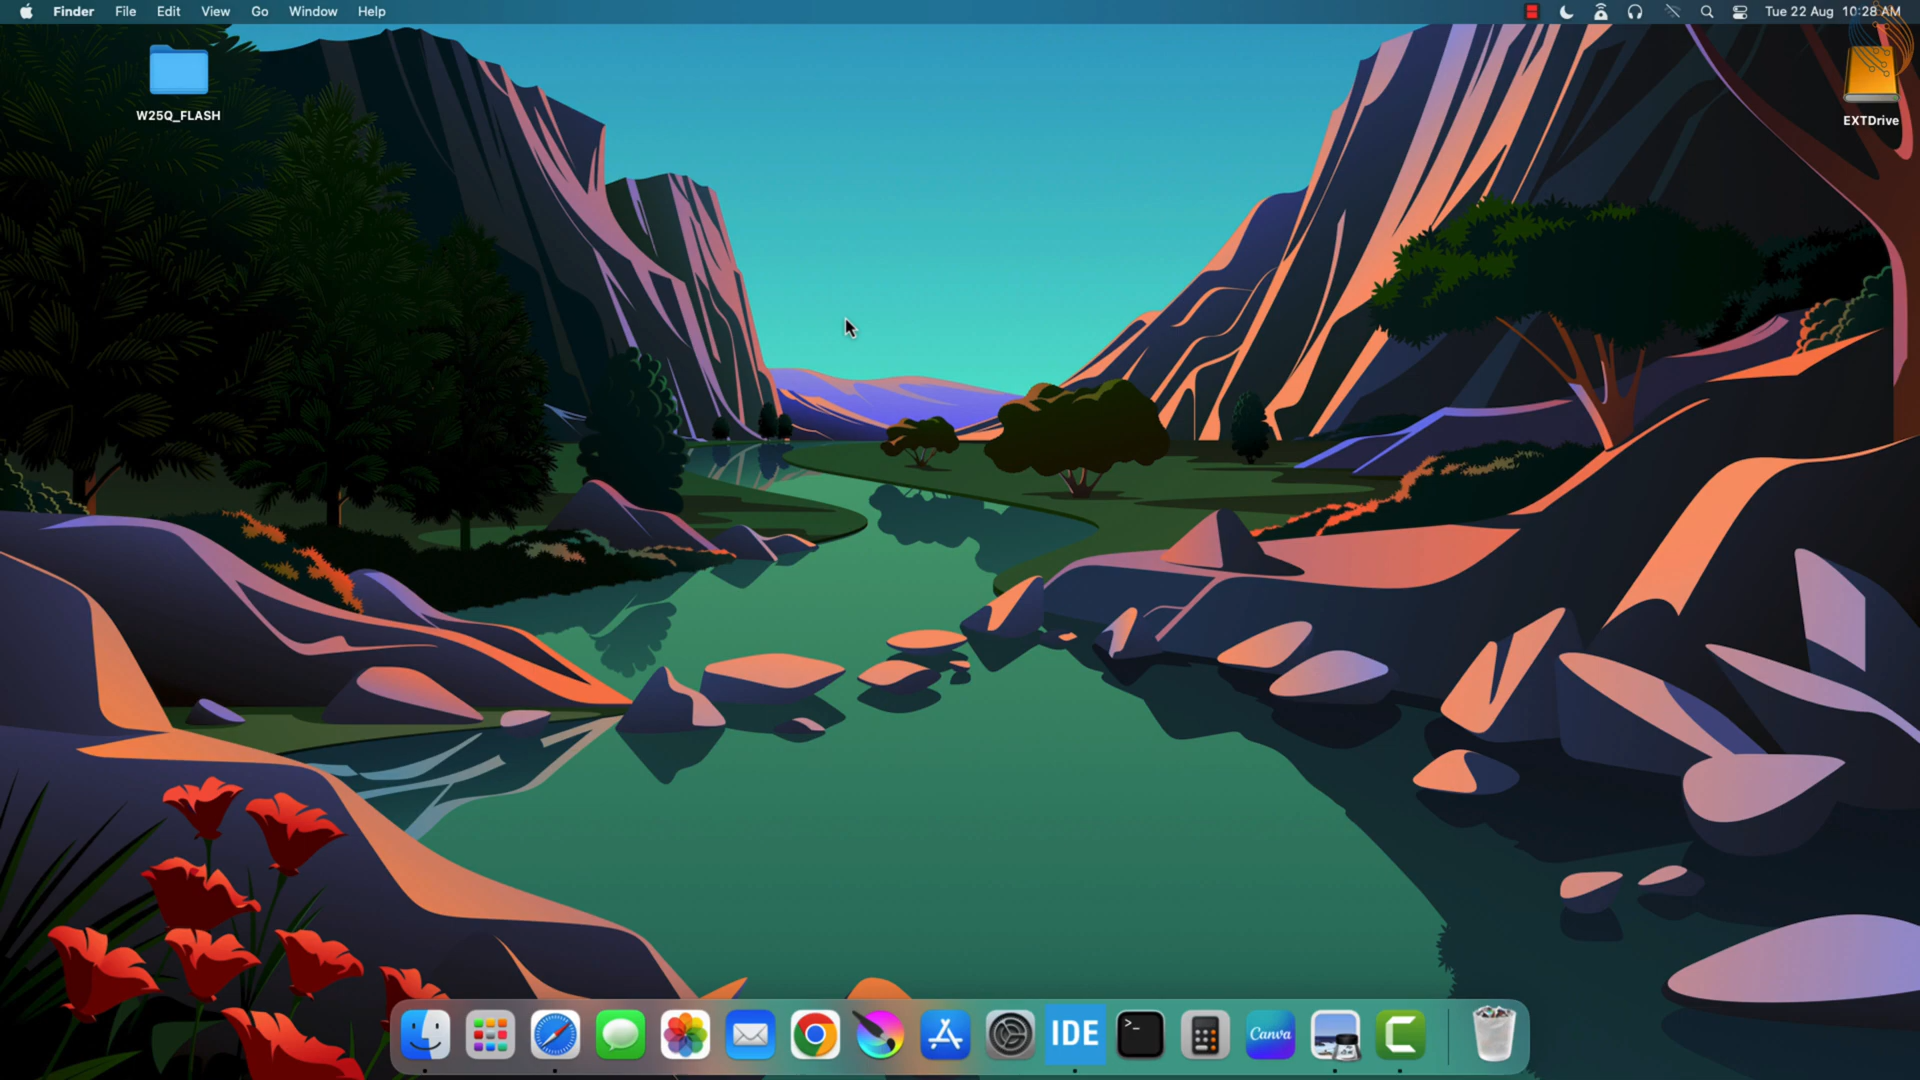 Finder File Edit View Go Window Help Tue 22 Aug 10:28 AM
W25Q_FLASH
EXTDrive
IDE
>_
Canva